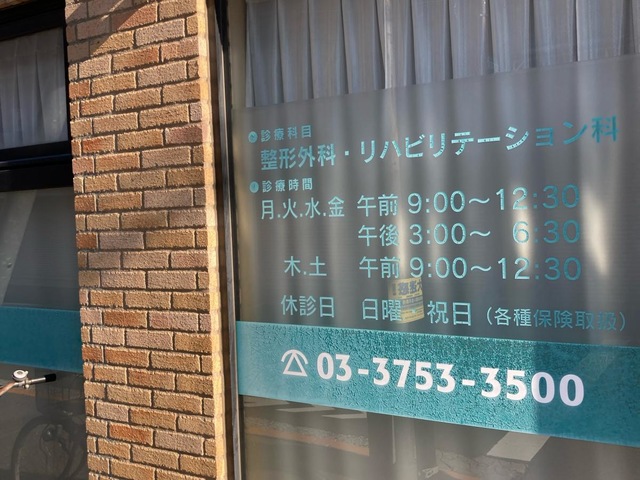 診療科目
整形外科・リハビリテーション科
診療時間
月.火.水.金 午前 9:00〜12:30
午後 3:00〜 6:30
木.土 午前 9:00〜12:30
休診日 日曜 祝日 (各種保険取扱)
03-3753-3500